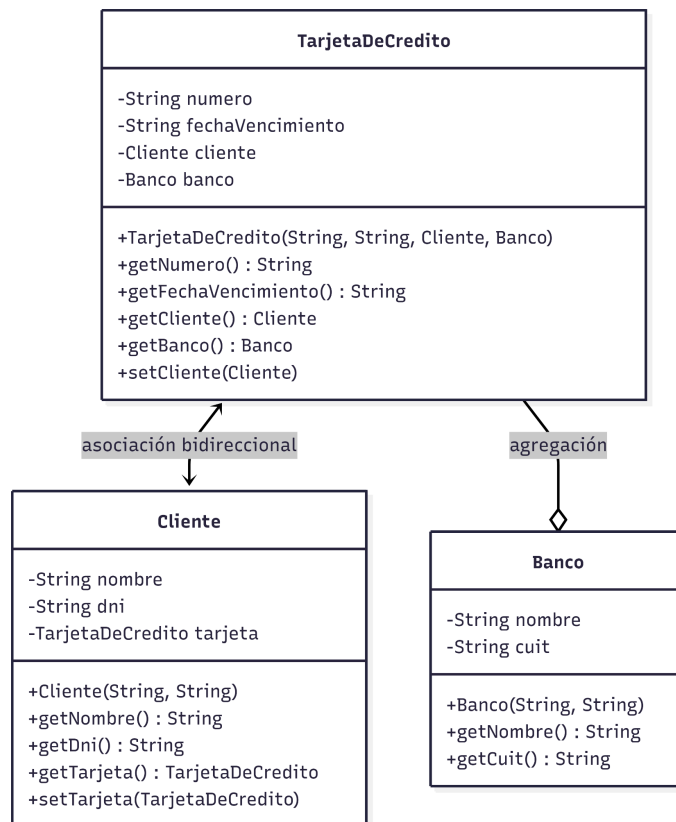 TarjetaDeCredito
-String numero
-String fechaVencimiento
-Cliente cliente
-Banco banco
+TarjetaDeCredito(String, String, Cliente, Banco)
+getNumero() : String
+getFechaVencimiento() : String
+getCliente() : Cliente
+getBanco() : Banco
+setCliente(Cliente)
asociación bidireccional
agregación
Cliente
-String nombre
-String dni
-TarjetaDeCredito tarjeta
+Cliente(String, String)
+getNombre() : String
+getDni() : String
+getTarjeta() : TarjetaDeCredito
+setTarjeta(TarjetaDeCredito)
Banco
-String nombre
-String cuit
+Banco(String, String)
+getNombre() : String
+getCuit() : String